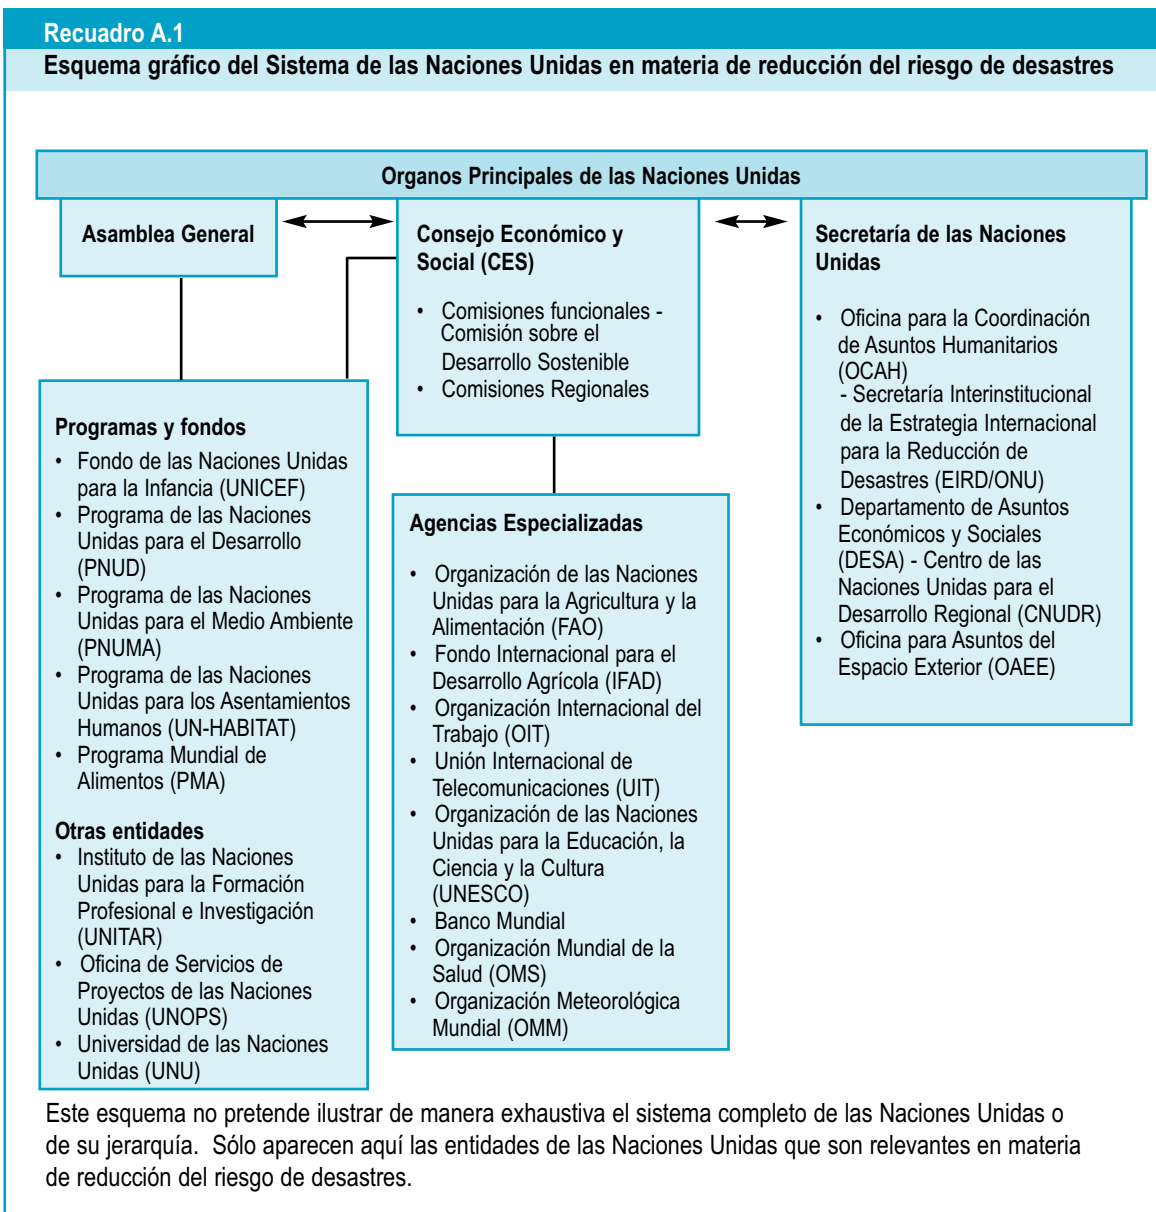 Recuadro A.1
Esquema gráfico del Sistema de las Naciones Unidas en materia de reducción del riesgo de desastres
Organos Principales de las Naciones Unidas
Asamblea General
Consejo Económico y
Social (CES)
• Comisiones funcionales -
Comisión sobre el
Desarrollo Sostenible
• Comisiones Regionales
Secretaría de las Naciones
Unidas
• Oficina para la Coordinación
de Asuntos Humanitarios
(OCAH)
- Secretaría Interinstitucional
de la Estrategia Internacional
para la Reducción de
Desastres (EIRD/ONU)
• Departamento de Asuntos
Económicos y Sociales
(DESA) - Centro de las
Naciones Unidas para el
Desarrollo Regional (CNUDR)
• Oficina para Asuntos del
Espacio Exterior (OAEE)
Programas y fondos
• Fondo de las Naciones Unidas
para la Infancia (UNICEF)
• Programa de las Naciones
Unidas para el Desarrollo
(PNUD)
• Programa de las Naciones
Unidas para el Medio Ambiente
(PNUMA)
• Programa de las Naciones
Unidas para los Asentamientos
Humanos (UN-HABITAT)
• Programa Mundial de
Alimentos (PMA)
Otras entidades
• Instituto de las Naciones
Unidas para la Formación
Profesional e Investigación
(UNITAR)
• Oficina de Servicios de
Proyectos de las Naciones
Unidas (UNOPS)
• Universidad de las Naciones
Unidas (UNU)
Agencias Especializadas
• Organización de las Naciones
Unidas para la Agricultura y la
Alimentación (FAO)
• Fondo Internacional para el
Desarrollo Agrícola (IFAD)
• Organización Internacional del
Trabajo (OIT)
• Unión Internacional de
Telecomunicaciones (UIT)
• Organización de las Naciones
Unidas para la Educación, la
Ciencia y la Cultura
(UNESCO)
• Banco Mundial
• Organización Mundial de la
Salud (OMS)
• Organización Meteorológica
Mundial (OMM)
Este esquema no pretende ilustrar de manera exhaustiva el sistema completo de las Naciones Unidas o
de su jerarquía. Sólo aparecen aquí las entidades de las Naciones Unidas que son relevantes en materia
de reducción del riesgo de desastres.